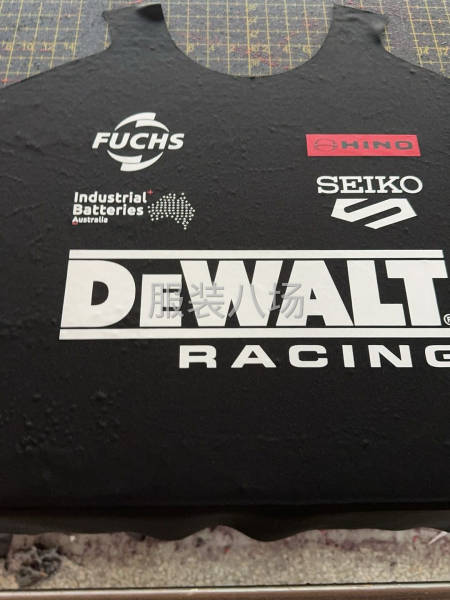 FUCHS
HINO
Industrial
Batteries
Australia
SEIKO
DEWALT
®
RACING
服装八场